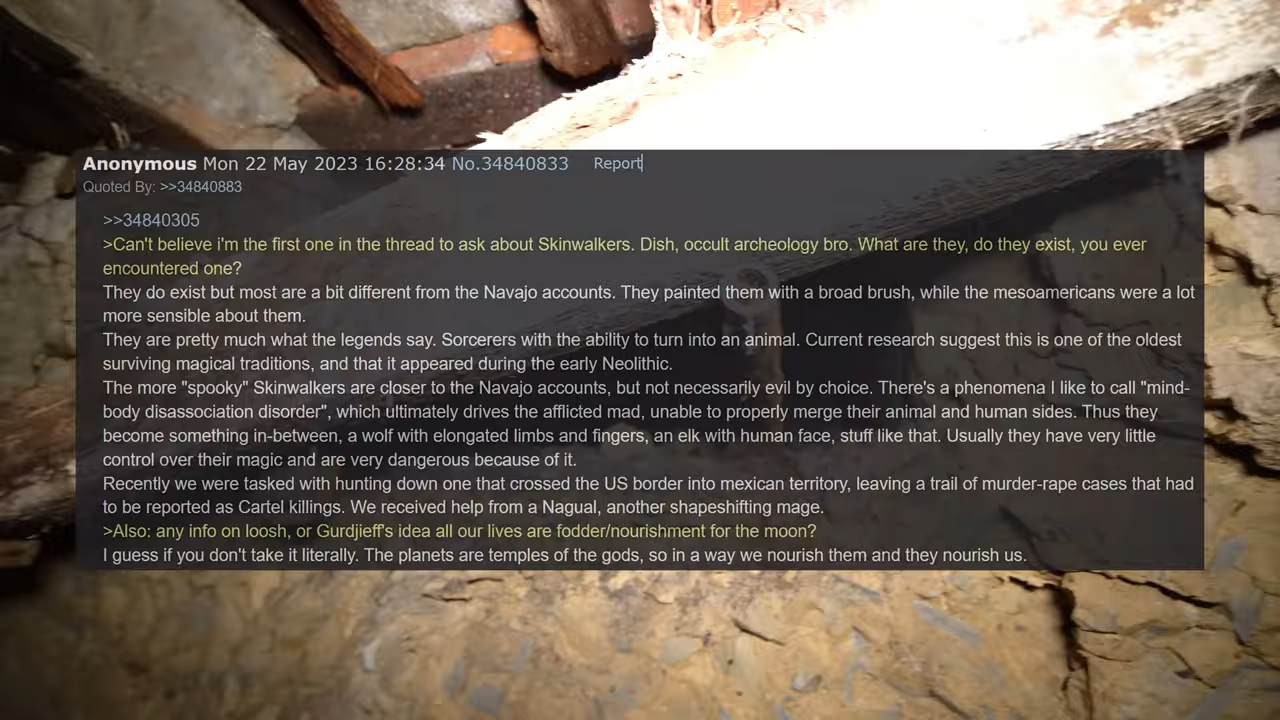 Anonymous Mon 22 May 2023 16:28:34 No.34840833 Report
Quoted By: >>34840883
>>34840305
>Can't believe i'm the first one in the thread to ask about Skinwalkers. Dish, occult archeology bro. What are they, do they exist, you ever
encountered one?
They do exist but most are a bit different from the Navajo accounts. They painted them with a broad brush, while the mesoamericans were a lot
more sensible about them.
They are pretty much what the legends say. Sorcerers with the ability to turn into an animal. Current research suggest this is one of the oldest
surviving magical traditions, and that it appeared during the early Neolithic.
The more "spooky" Skinwalkers are closer to the Navajo accounts, but not necessarily evil by choice. There's a phenomena I like to call "mind-
body disassociation disorder", which ultimately drives the afflicted mad, unable to properly merge their animal and human sides. Thus they
become something in-between, a wolf with elongated limbs and fingers, an elk with human face, stuff like that. Usually they have very little
control over their magic and are very dangerous because of it.
Recently we were tasked with hunting down one that crossed the US border into mexican territory, leaving a trail of murder-rape cases that had
to be reported as Cartel killings. We received help from a Nagual, another shapeshifting mage.
>Also: any info on loosh, or Gurdjieff's idea all our lives are fodder/nourishment for the moon?
I guess if you don't take it literally. The planets are temples of the gods, so in a way we nourish them and they nourish us.